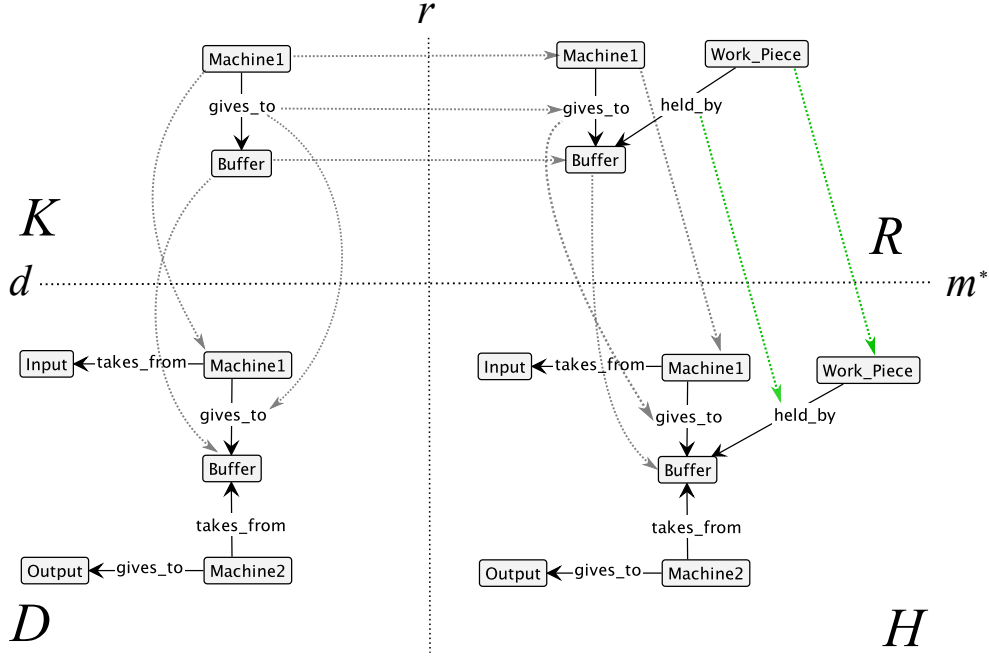 r
Machine1
gives_to
Buffer
K
Machine1
Work_Piece
gives_to
held_by
Buffer
R
d
m*
Input
takes_from
Machine1
gives_to
Buffer
takes_from
Output
gives_to
Machine2
D
Input
takes_from
Machine1
Work_Piece
gives_to
held_by
Buffer
takes_from
Output
gives_to
Machine2
H